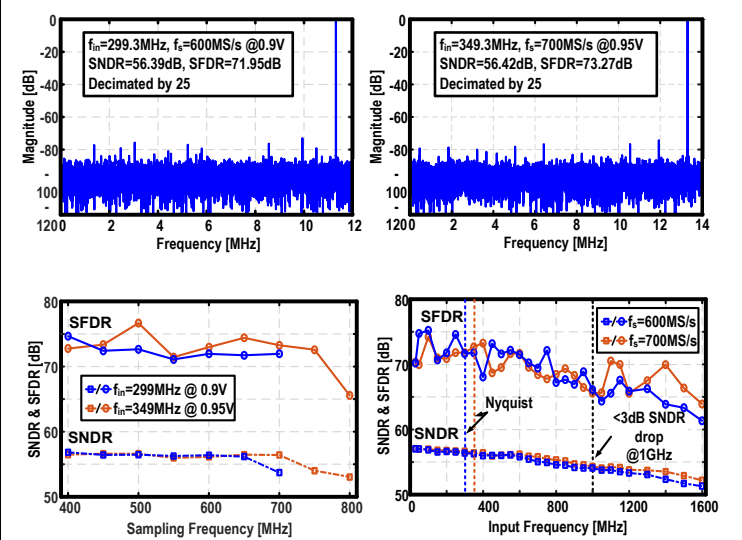 0
-20
-40
-60
-80
-
100
-
1200
Magnitude [dB]
fin=299.3MHz, fs=600MS/s @0.9V
SNDR=56.39dB, SFDR=71.95dB
Decimated by 25
2 4 6 8 10 12
Frequency [MHz]
0
-20
-40
-60
-80
-
100
-
1200
Magnitude [dB]
fin=349.3MHz, fs=700MS/s @0.95V
SNDR=56.42dB, SFDR=73.27dB
Decimated by 25
2 4 6 8 10 12 14
Frequency [MHz]
80
70
60
50
SNDR & SFDR [dB]
SFDR
fin=299MHz @ 0.9V
fin=349MHz @ 0.95V
SNDR
400 500 600 700 800
Sampling Frequency [MHz]
80
70
60
50
SNDR & SFDR [dB]
SFDR
/ fs=600MS/s
/ fs=700MS/s
Nyquist
<3dB SNDR
drop
@1GHz
SNDR
0 400 800 1200 1600
Input Frequency [MHz]